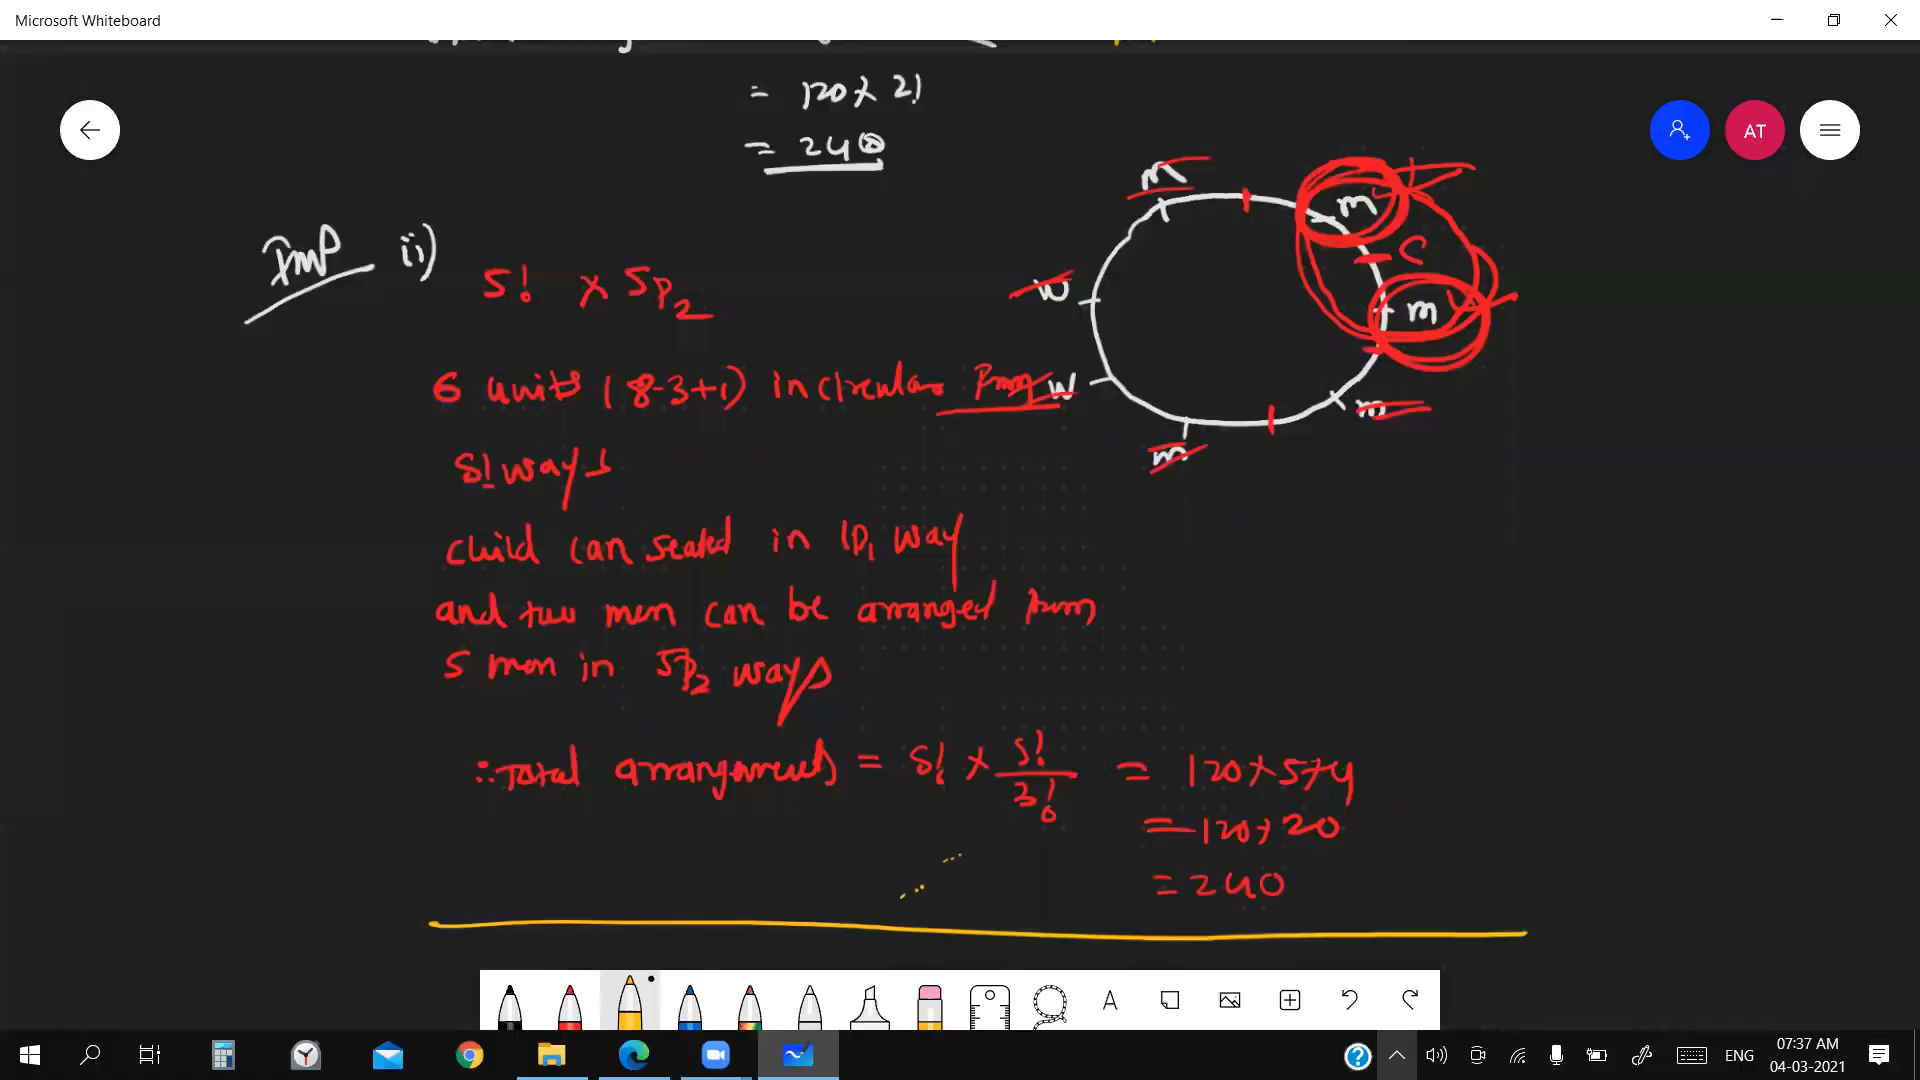 Microsoft Whiteboard
= 120 × 2!
= 240
AT
Imp ii) 5! × 5p2
6 units (8-3+1) in circular
5! ways
child can seated in 1p1 way
and two men can be arranged from
5 men in 5p2 ways
∴ Total arrangements = 5! × 5!/3! = 120 × 5×4
= 120 × 20
= 240
m
m
C
m
m
m
W
W
A
ENG
07:37 AM
04-03-2021